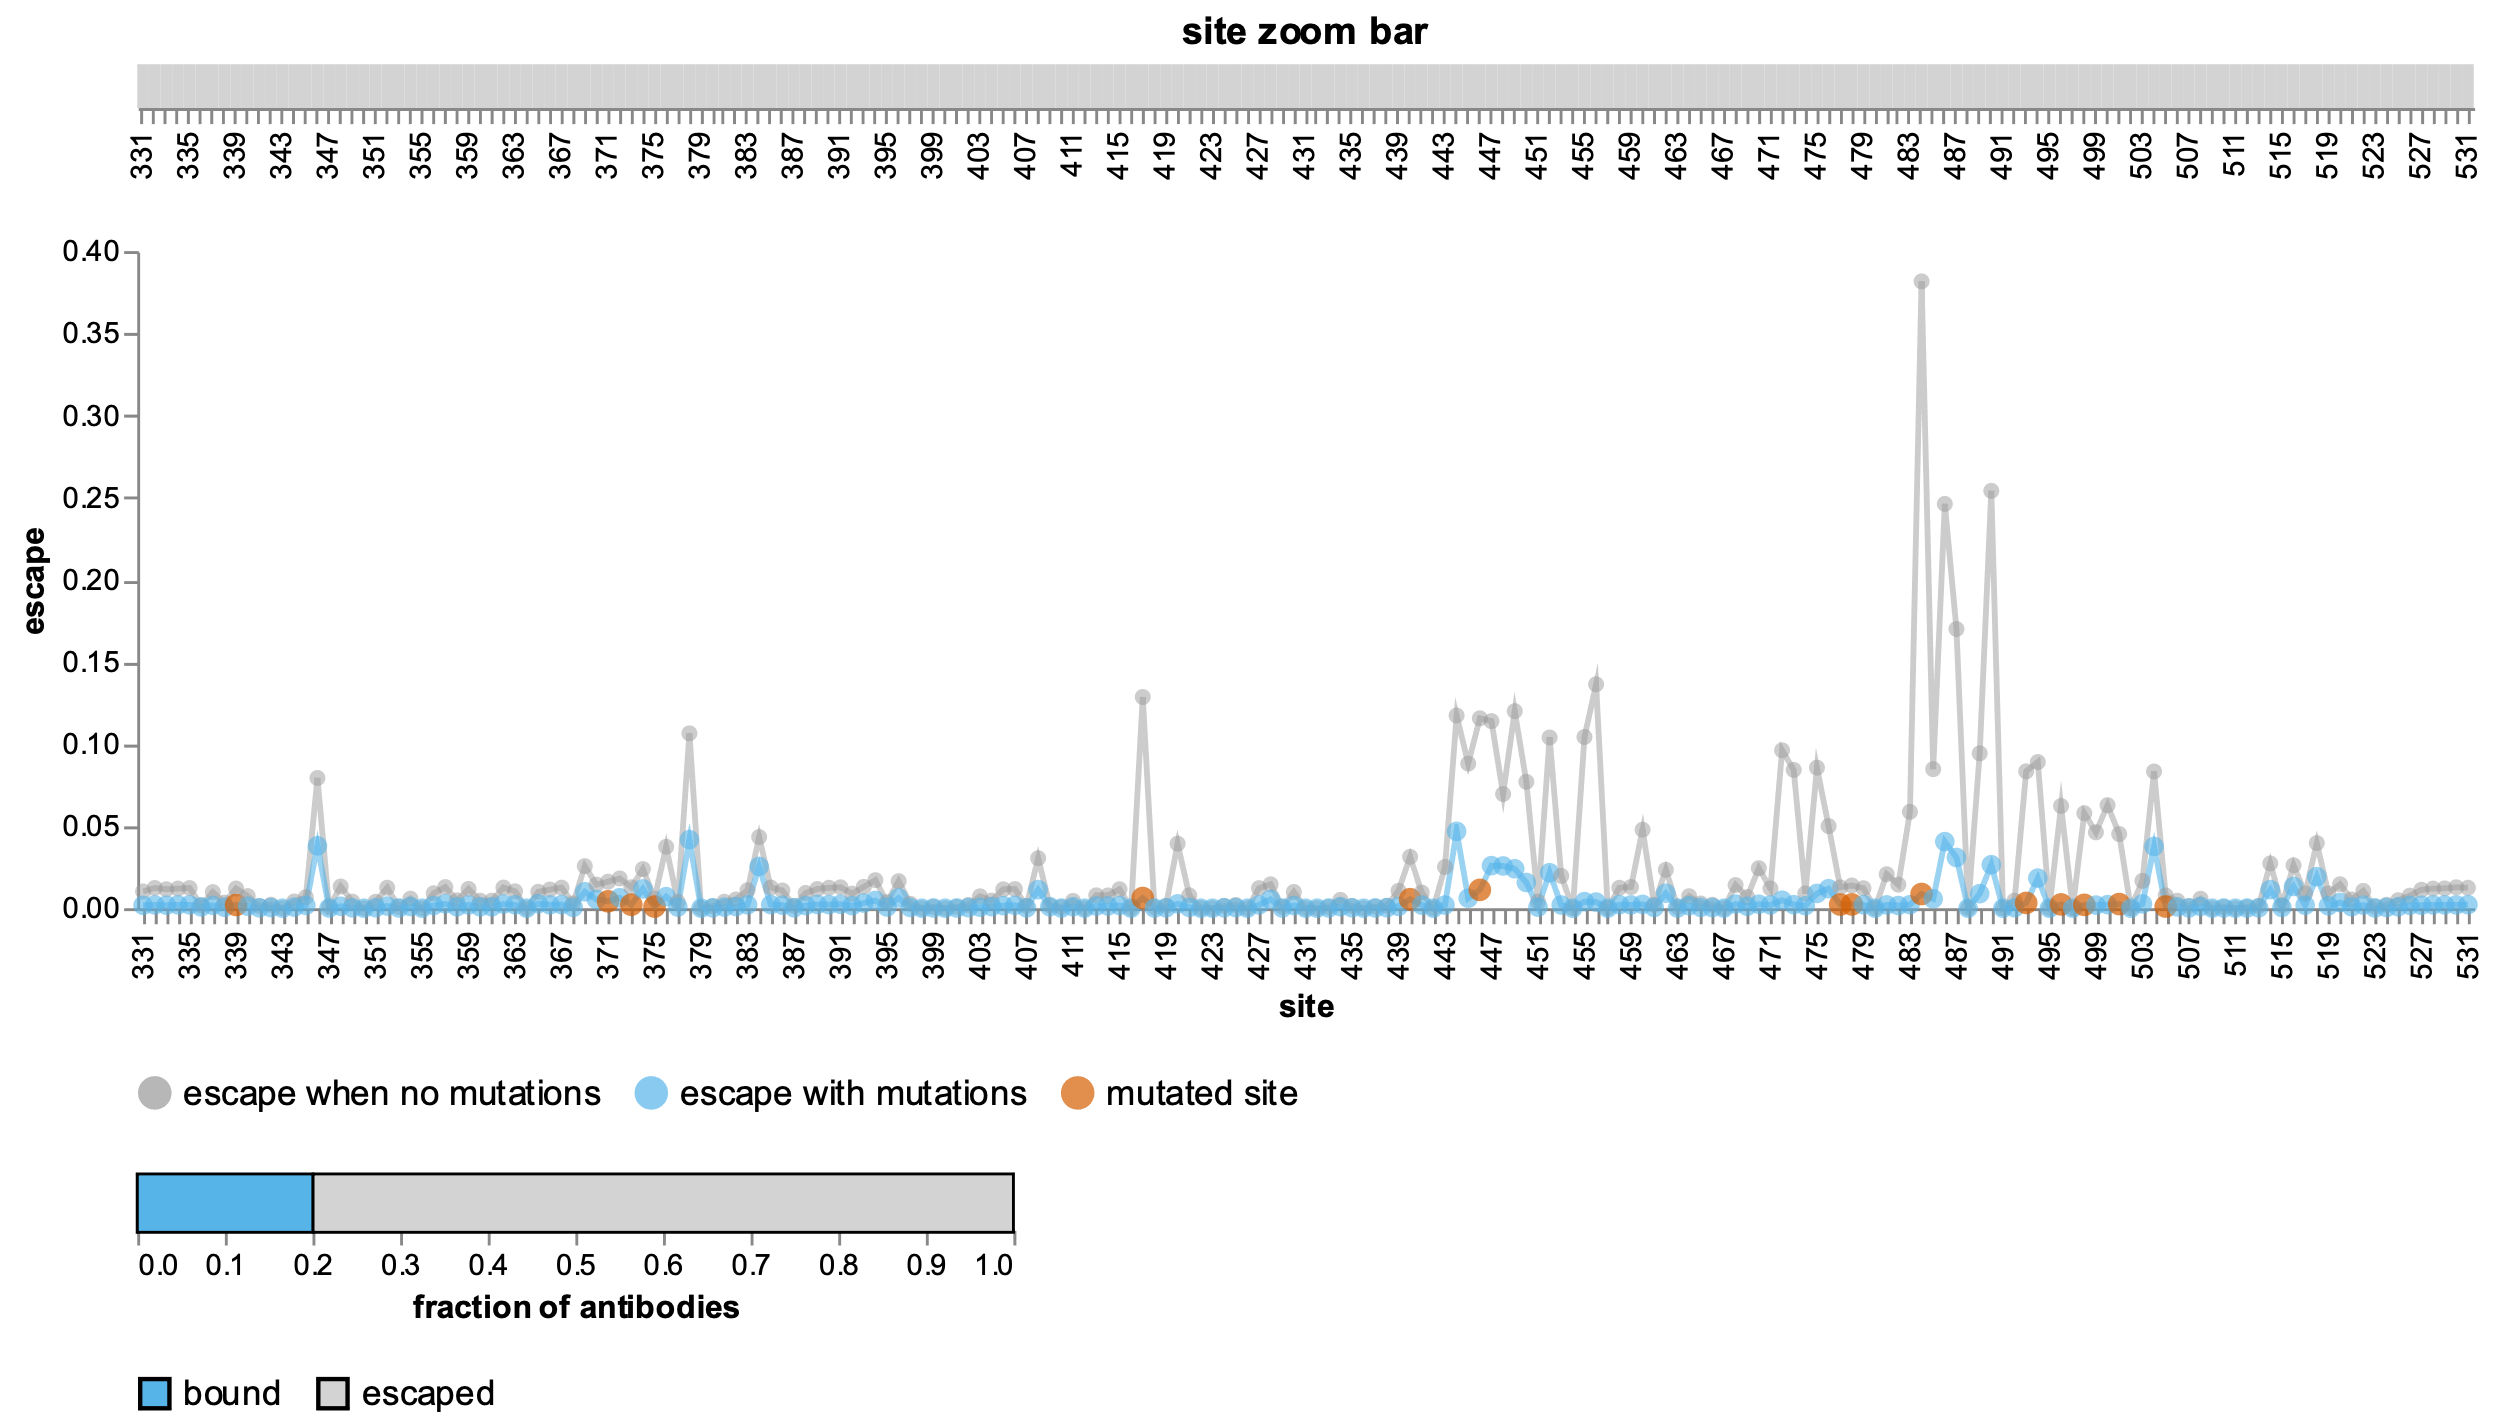 site zoom bar
331 335 339 343 347 351 355 359 363 367 371 375 379 383 387 391 395 399 403 407 411 415 419 423 427 431 435 439 443 447 451 455 459 463 467 471 475 479 483 487 491 495 499 503 507 511 515 519 523 527 531
0.40
0.35
0.30
0.25
0.20
0.15
0.10
0.05
0.00
escape
331 335 339 343 347 351 355 359 363 367 371 375 379 383 387 391 395 399 403 407 411 415 419 423 427 431 435 439 443 447 451 455 459 463 467 471 475 479 483 487 491 495 499 503 507 511 515 519 523 527 531
site
escape when no mutations escape with mutations mutated site
0.0 0.1 0.2 0.3 0.4 0.5 0.6 0.7 0.8 0.9 1.0
fraction of antibodies
bound escaped